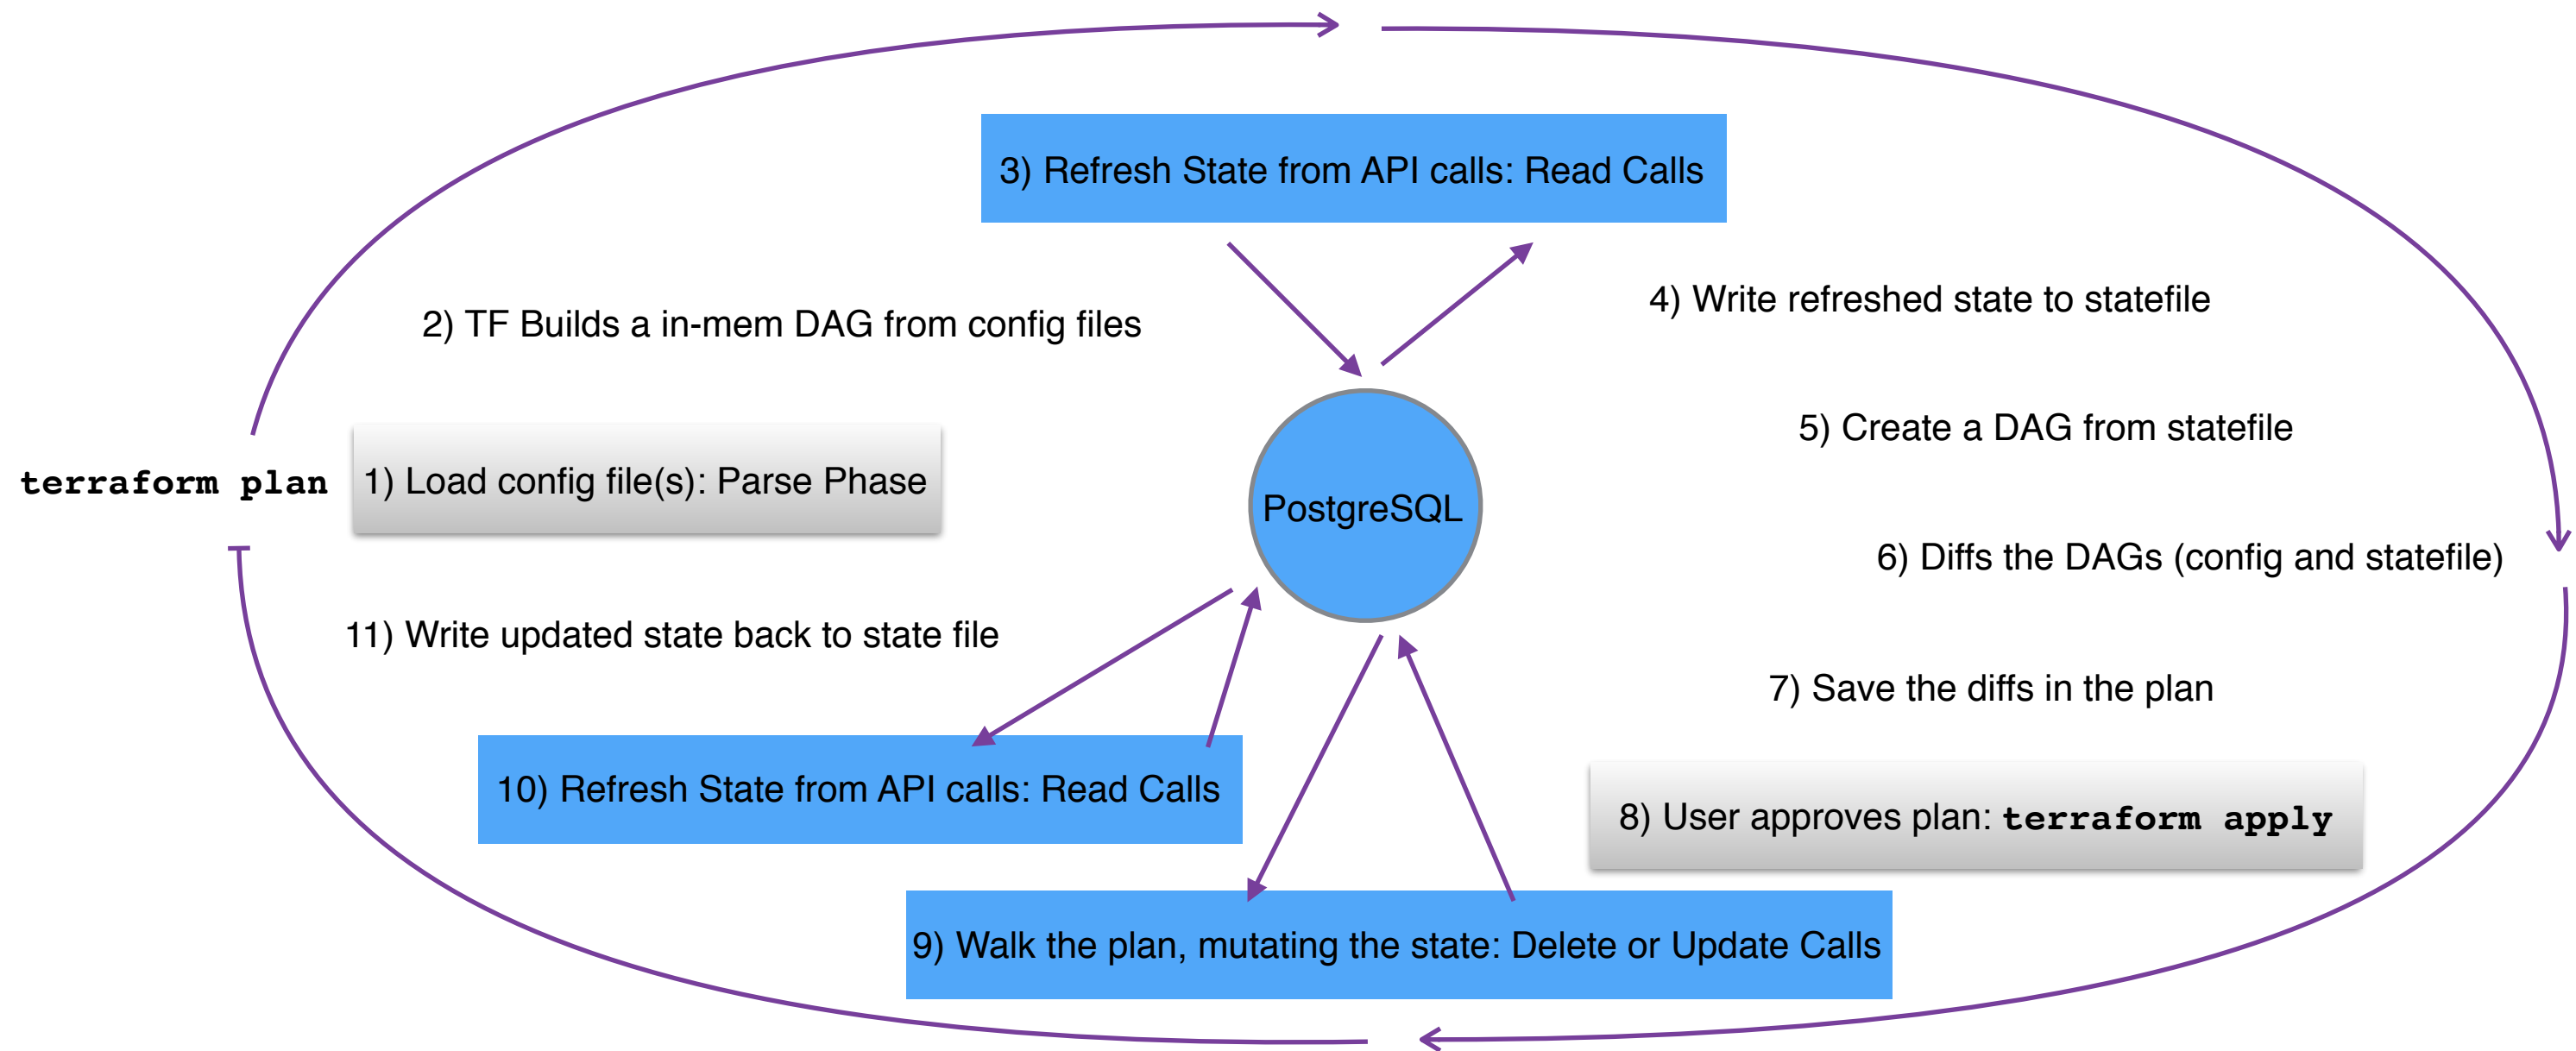 terraform plan
1) Load config file(s): Parse Phase
2) TF Builds a in-mem DAG from config files
3) Refresh State from API calls: Read Calls
4) Write refreshed state to statefile
5) Create a DAG from statefile
6) Diffs the DAGs (config and statefile)
7) Save the diffs in the plan
8) User approves plan: terraform apply
9) Walk the plan, mutating the state: Delete or Update Calls
10) Refresh State from API calls: Read Calls
11) Write updated state back to state file
PostgreSQL